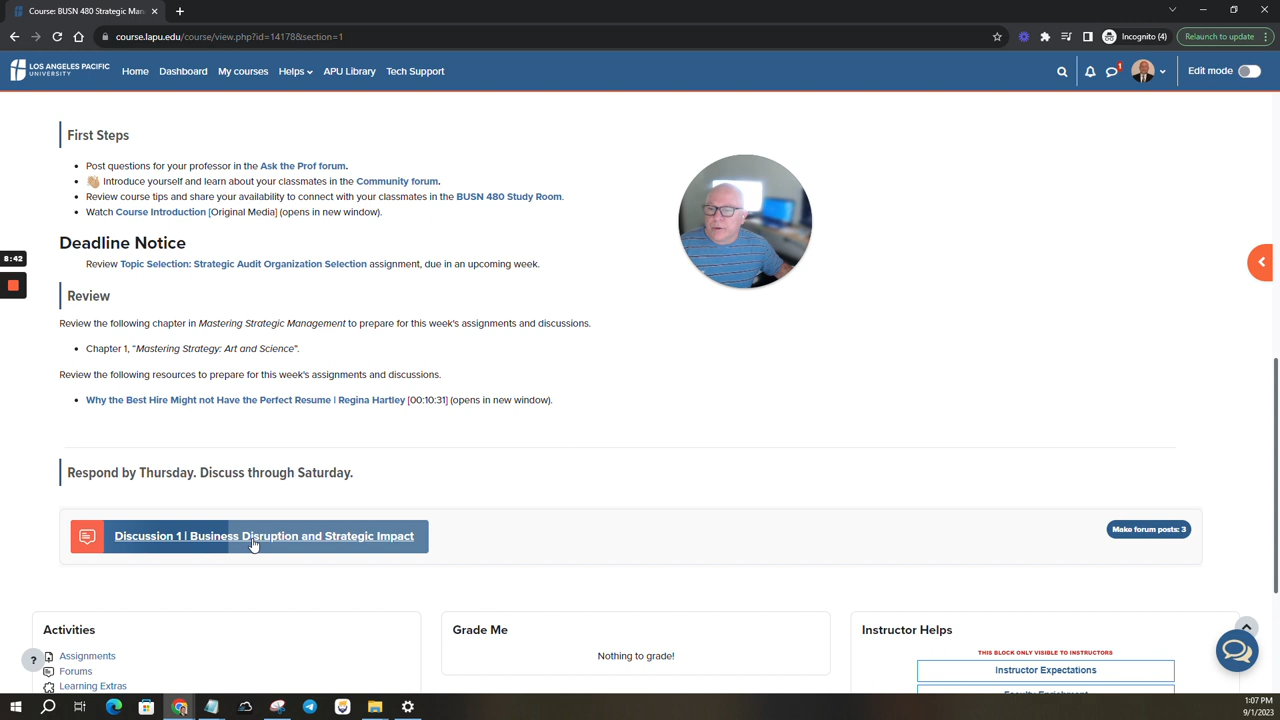 Course: BUSN 480 Strategic Man
course.lapu.edu/course/view.php?id=14178&section=1
Incognito (4)
Relaunch to update
LOS ANGELES PACIFIC
UNIVERSITY
Home Dashboard My courses Helps APU Library Tech Support
1
Edit mode
First Steps
Post questions for your professor in the Ask the Prof forum.
Introduce yourself and learn about your classmates in the Community forum.
Review course tips and share your availability to connect with your classmates in the BUSN 480 Study Room.
Watch Course Introduction [Original Media] (opens in new window).
Deadline Notice
8:42
Review Topic Selection: Strategic Audit Organization Selection assignment, due in an upcoming week.
Review
Review the following chapter in Mastering Strategic Management to prepare for this week's assignments and discussions.
Chapter 1, "Mastering Strategy: Art and Science".
Review the following resources to prepare for this week's assignments and discussions.
Why the Best Hire Might not Have the Perfect Resume | Regina Hartley [00:10:31] (opens in new window).
Respond by Thursday. Discuss through Saturday.
Discussion 1 | Business Disruption and Strategic Impact
Make forum posts: 3
Activities
Assignments
Forums
Learning Extras
Grade Me
Nothing to grade!
Instructor Helps
THIS BLOCK ONLY VISIBLE TO INSTRUCTORS
Instructor Expectations
Faculty Enrichment
?
1:07 PM
9/1/2023